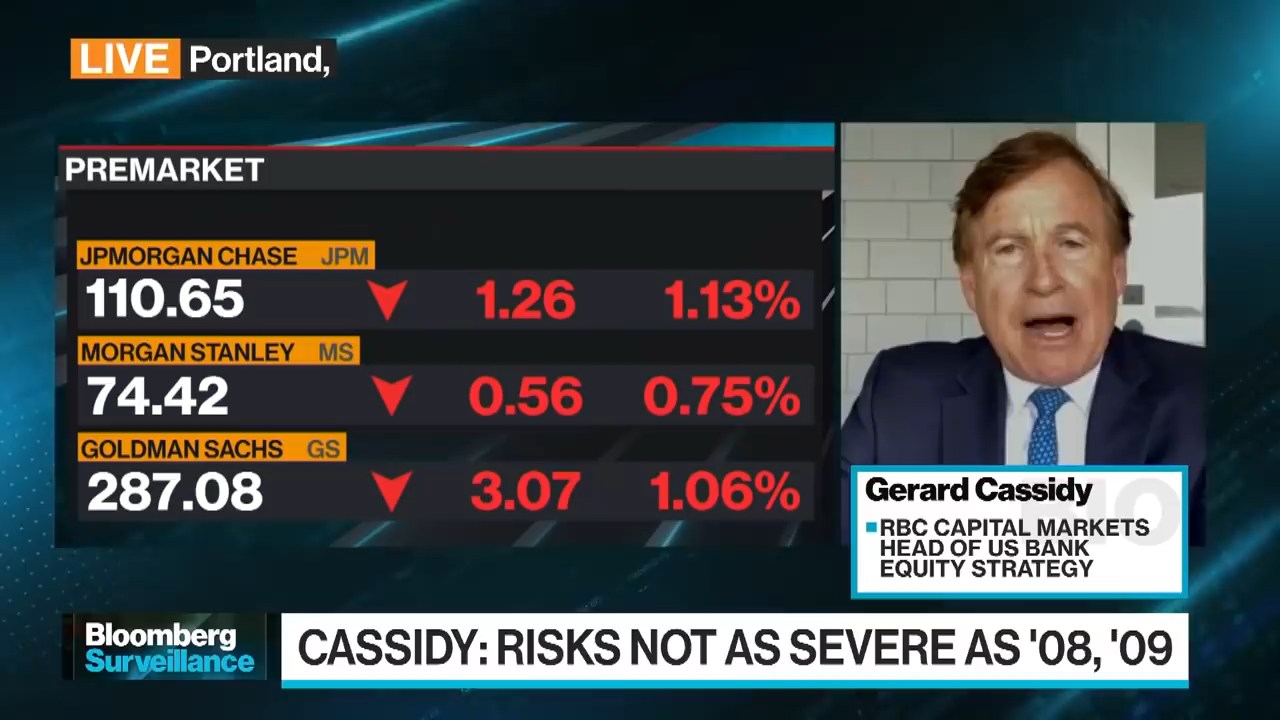 LIVE Portland,
PREMARKET
JPMORGAN CHASE JPM
110.65 1.26 1.13%
MORGAN STANLEY MS
74.42 0.56 0.75%
GOLDMAN SACHS GS
287.08 3.07 1.06%
Gerard Cassidy
RBC CAPITAL MARKETS
HEAD OF US BANK
EQUITY STRATEGY
Bloomberg
Surveillance
CASSIDY: RISKS NOT AS SEVERE AS '08, '09